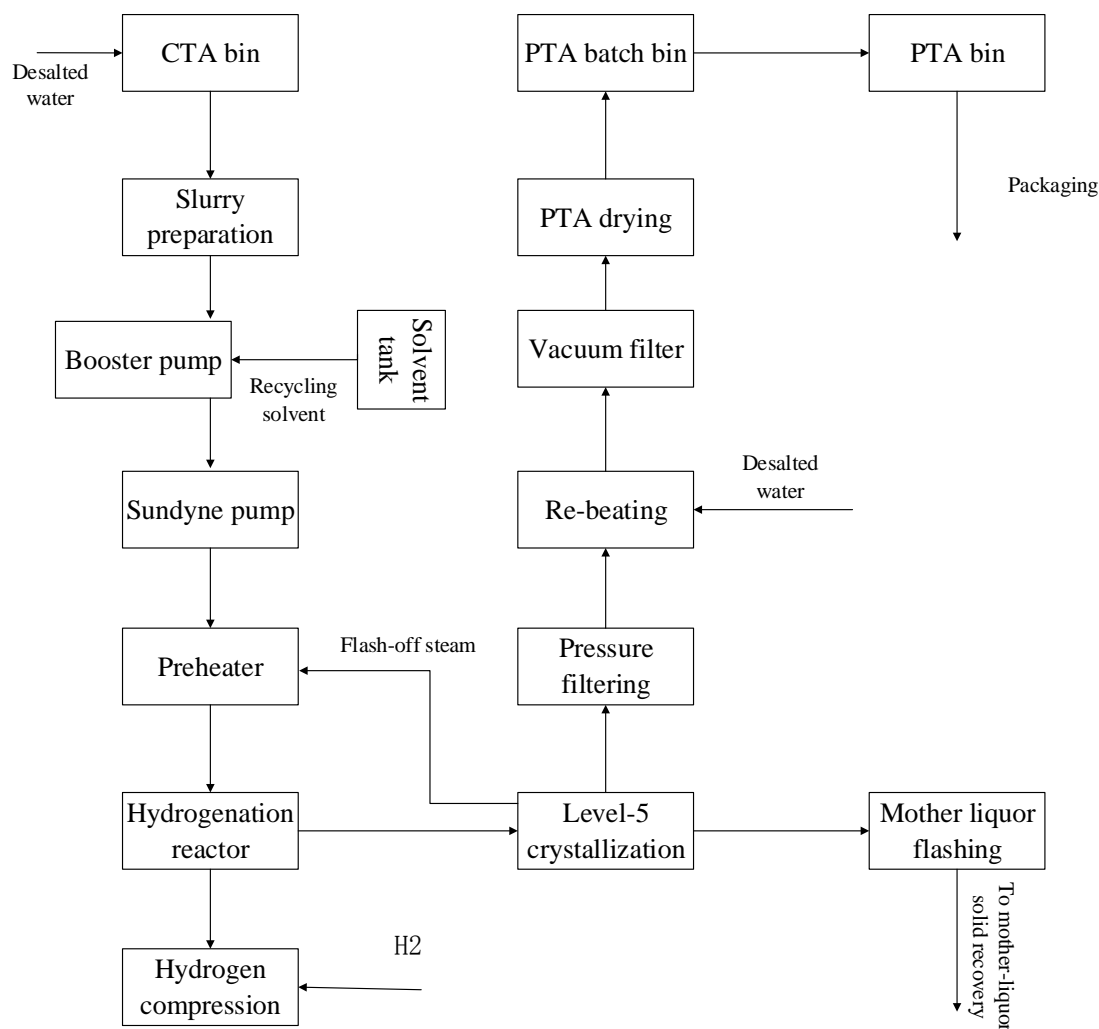 CTA bin
PTA batch bin
PTA bin
Desalted
water
Slurry
preparation
PTA drying
Packaging
Booster pump
Solvent
tank
Recycling
solvent
Vacuum filter
Sundyne pump
Re-beating
Desalted
water
Preheater
Flash-off steam
Pressure
filtering
Hydrogenation
reactor
Level-5
crystallization
Mother liquor
flashing
To mother-liquor
solid recovery
Hydrogen
compression
H2